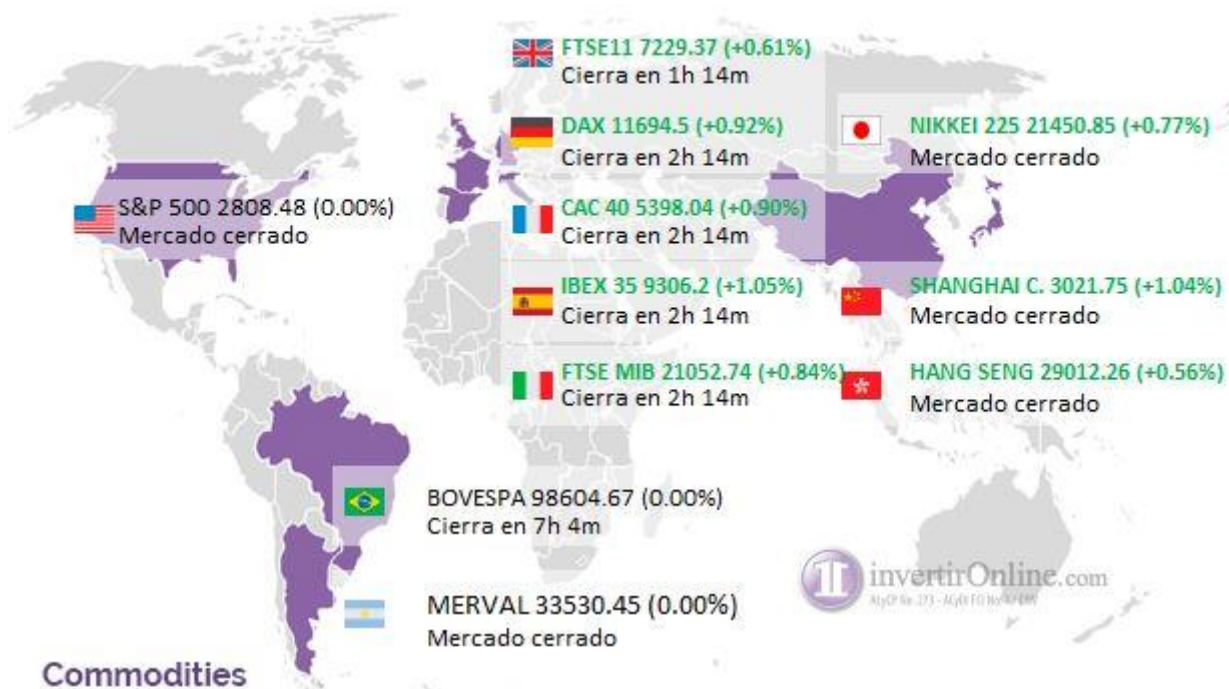 FTSE11 7229.37 (+0.61%)
Cierra en 1h 14m
DAX 11694.5 (+0.92%)
Cierra en 2h 14m
NIKKEI 225 21450.85 (+0.77%)
Mercado cerrado
S&P 500 2808.48 (0.00%)
Mercado cerrado
CAC 40 5398.04 (+0.90%)
Cierra en 2h 14m
IBEX 35 9306.2 (+1.05%)
Cierra en 2h 14m
SHANGHAI C. 3021.75 (+1.04%)
Mercado cerrado
FTSE MIB 21052.74 (+0.84%)
Cierra en 2h 14m
HANG SENG 29012.26 (+0.56%)
Mercado cerrado
BOVESPA 98604.67 (0.00%)
Cierra en 7h 4m
MERVAL 33530.45 (0.00%)
Mercado cerrado
invertirOnline.com
Commodities